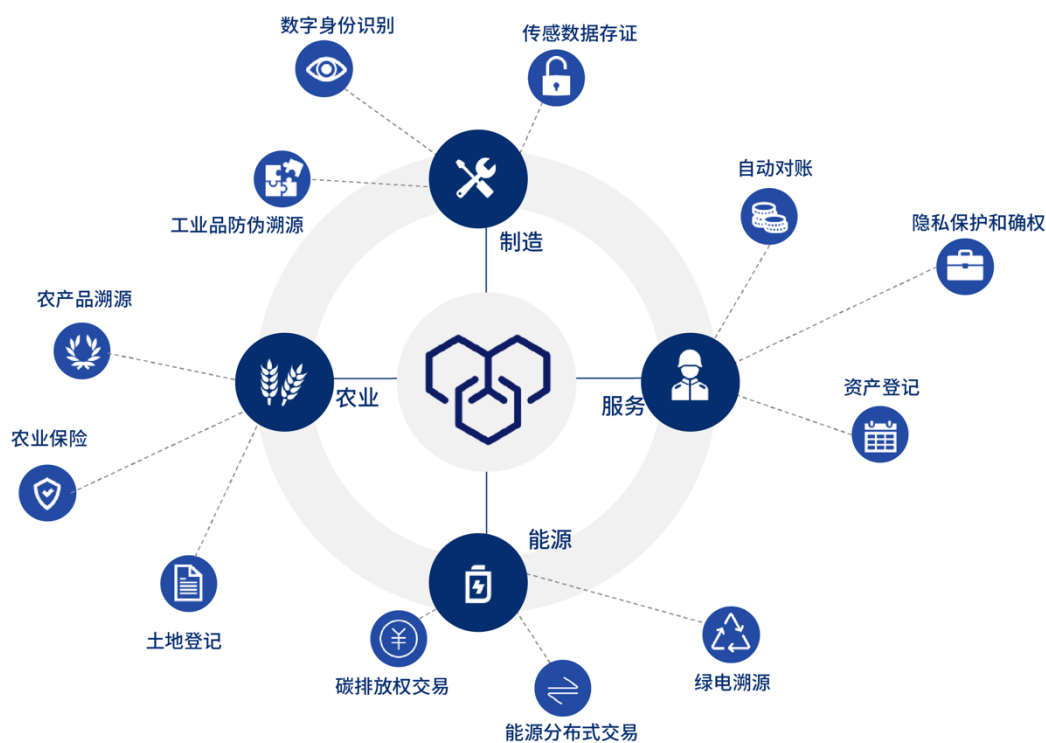 数字身份识别
传感数据存证
自动对账
工业品防伪溯源
隐私保护和确权
制造
农产品溯源
农业
服务
资产登记
农业保险
能源
土地登记
碳排放权交易
绿电溯源
能源分布式交易